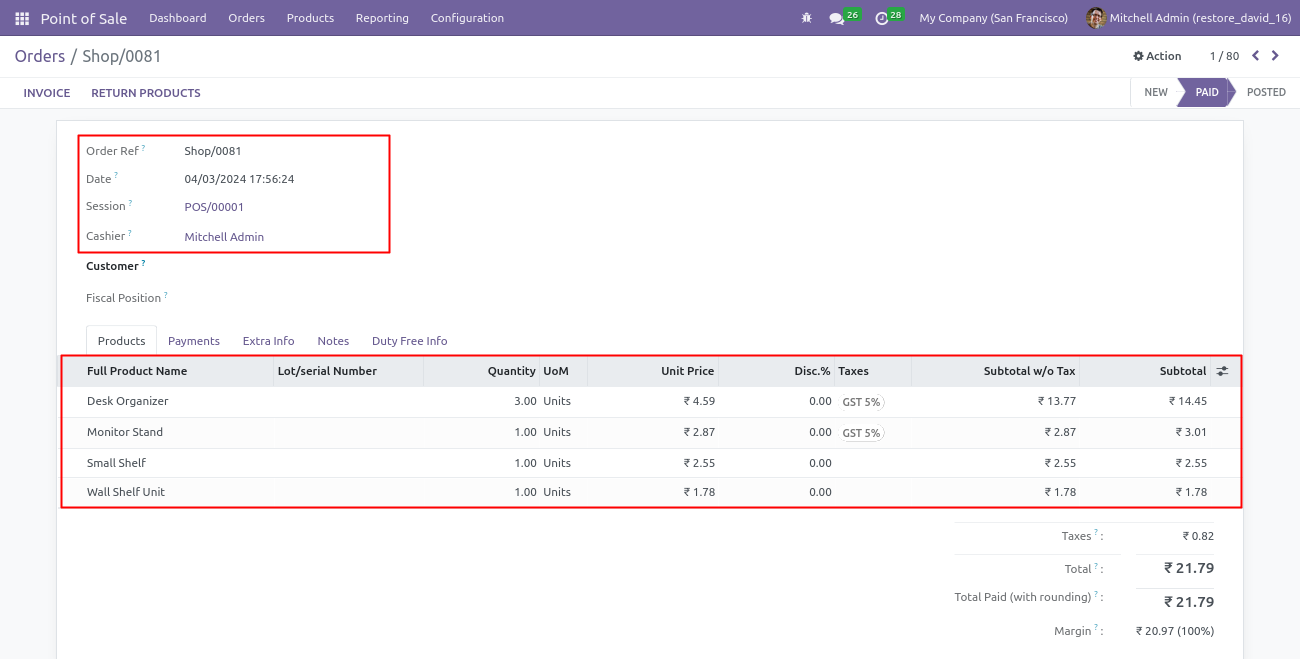 Point of Sale Dashboard Orders Products Reporting Configuration 26 28 My Company (San Francisco) Mitchell Admin (restore_david_16)
Orders / Shop/0081 Action 1 / 80
INVOICE RETURN PRODUCTS NEW PAID POSTED
Order Ref ? Shop/0081
Date ? 04/03/2024 17:56:24
Session ? POS/00001
Cashier ? Mitchell Admin
Customer ?
Fiscal Position ?
Products Payments Extra Info Notes Duty Free Info
Full Product Name Lot/serial Number Quantity UoM Unit Price Disc.% Taxes Subtotal w/o Tax Subtotal
Desk Organizer 3.00 Units ₹ 4.59 0.00 GST 5% ₹ 13.77 ₹ 14.45
Monitor Stand 1.00 Units ₹ 2.87 0.00 GST 5% ₹ 2.87 ₹ 3.01
Small Shelf 1.00 Units ₹ 2.55 0.00 ₹ 2.55 ₹ 2.55
Wall Shelf Unit 1.00 Units ₹ 1.78 0.00 ₹ 1.78 ₹ 1.78
Taxes ? : ₹ 0.82
Total ? : ₹ 21.79
Total Paid (with rounding) ? : ₹ 21.79
Margin ? : ₹ 20.97 (100%)